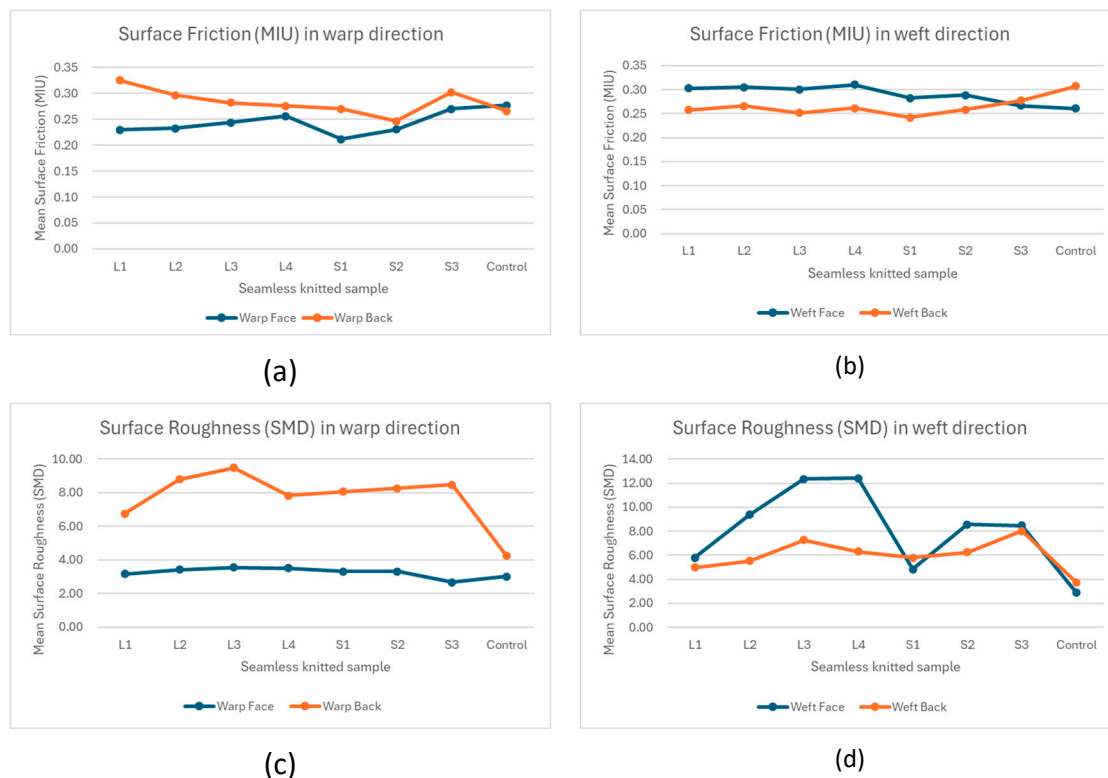 Surface Friction (MIU) in warp direction
Mean Surface Friction (MIU)
0.35
0.30
0.25
0.20
0.15
0.10
0.05
0.00
L1 L2 L3 L4 S1 S2 S3 Control
Seamless knitted sample
Warp Face Warp Back
(a)
Surface Friction (MIU) in weft direction
Mean Surface Friction (MIU)
0.35
0.30
0.25
0.20
0.15
0.10
0.05
0.00
L1 L2 L3 L4 S1 S2 S3 Control
Seamless knitted sample
Weft Face Weft Back
(b)
Surface Roughness (SMD) in warp direction
Mean Surface Roughness (SMD)
10.00
8.00
6.00
4.00
2.00
0.00
L1 L2 L3 L4 S1 S2 S3 Control
Seamless knitted sample
Warp Face Warp Back
(c)
Surface Roughness (SMD) in weft direction
Mean Surface Roughness (SMD)
14.00
12.00
10.00
8.00
6.00
4.00
2.00
0.00
L1 L2 L3 L4 S1 S2 S3 Control
Seamless knitted sample
Weft Face Weft Back
(d)